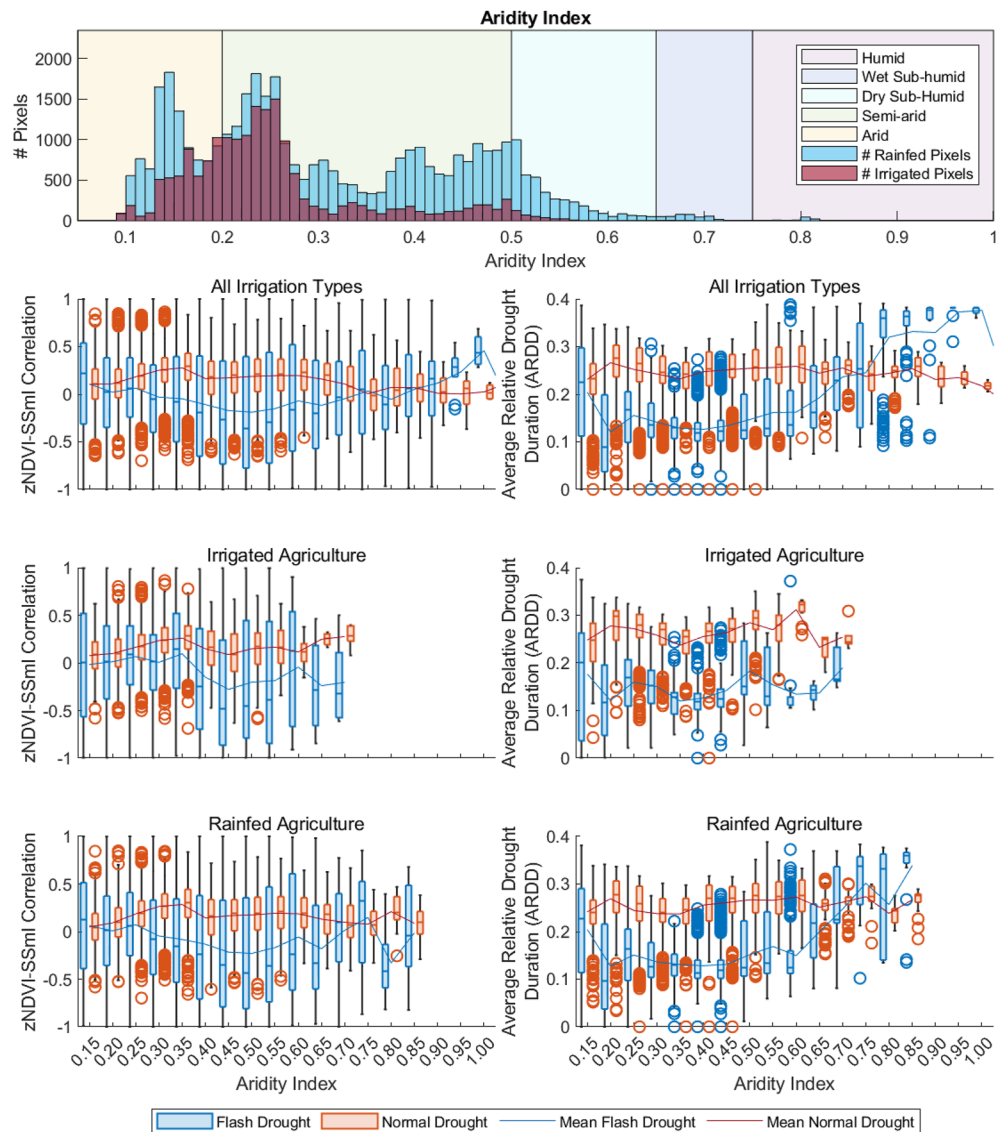 Aridity Index
# Pixels
2000
1500
1000
500
0
Humid
Wet Sub-humid
Dry Sub-Humid
Semi-arid
Arid
# Rainfed Pixels
# Irrigated Pixels
0.1 0.2 0.3 0.4 0.5 0.6 0.7 0.8 0.9 1
Aridity Index
All Irrigation Types
zNDVI-SSmI Correlation
1
0.5
0
-0.5
-1
All Irrigation Types
Average Relative Drought
Duration (ARDD)
0.4
0.3
0.2
0.1
0
Irrigated Agriculture
zNDVI-SSmI Correlation
1
0.5
0
-0.5
-1
Irrigated Agriculture
Average Relative Drought
Duration (ARDD)
0.4
0.3
0.2
0.1
0
Rainfed Agriculture
zNDVI-SSmI Correlation
1
0.5
0
-0.5
-1
0.15 0.20 0.25 0.30 0.35 0.40 0.45 0.50 0.55 0.60 0.65 0.70 0.75 0.80 0.85 0.90 0.95 1.00
Aridity Index
Rainfed Agriculture
Average Relative Drought
Duration (ARDD)
0.4
0.3
0.2
0.1
0
0.15 0.20 0.25 0.30 0.35 0.40 0.45 0.50 0.55 0.60 0.65 0.70 0.75 0.80 0.85 0.90 0.95 1.00
Aridity Index
Flash Drought Normal Drought Mean Flash Drought Mean Normal Drought